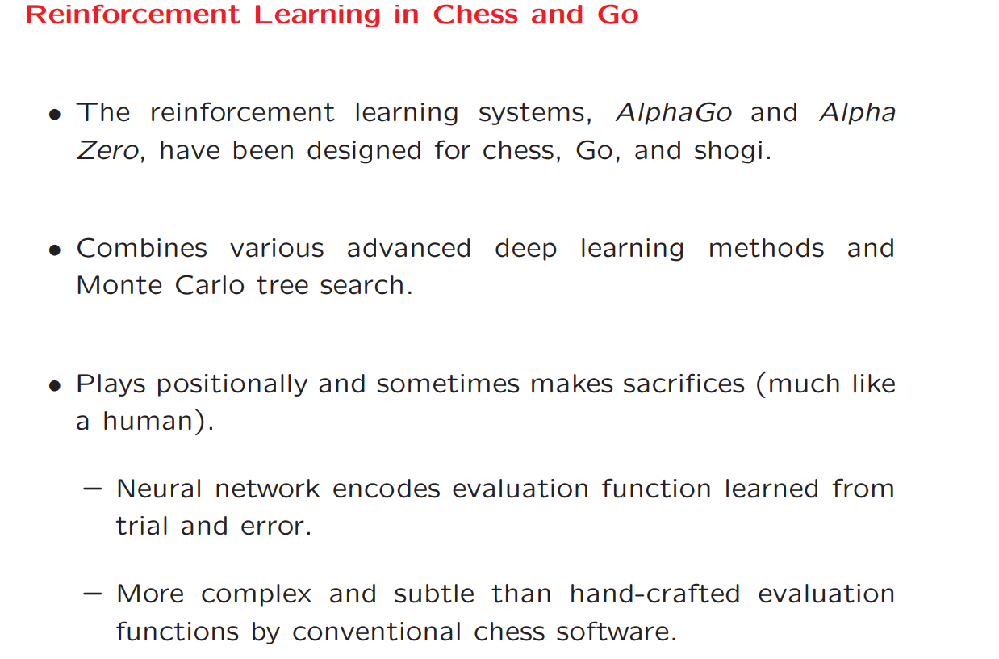 Reinforcement Learning in Chess and Go
• The reinforcement learning systems, AlphaGo and Alpha
Zero, have been designed for chess, Go, and shogi.
• Combines various advanced deep learning methods and
Monte Carlo tree search.
• Plays positionally and sometimes makes sacrifices (much like
a human).
– Neural network encodes evaluation function learned from
trial and error.
– More complex and subtle than hand-crafted evaluation
functions by conventional chess software.